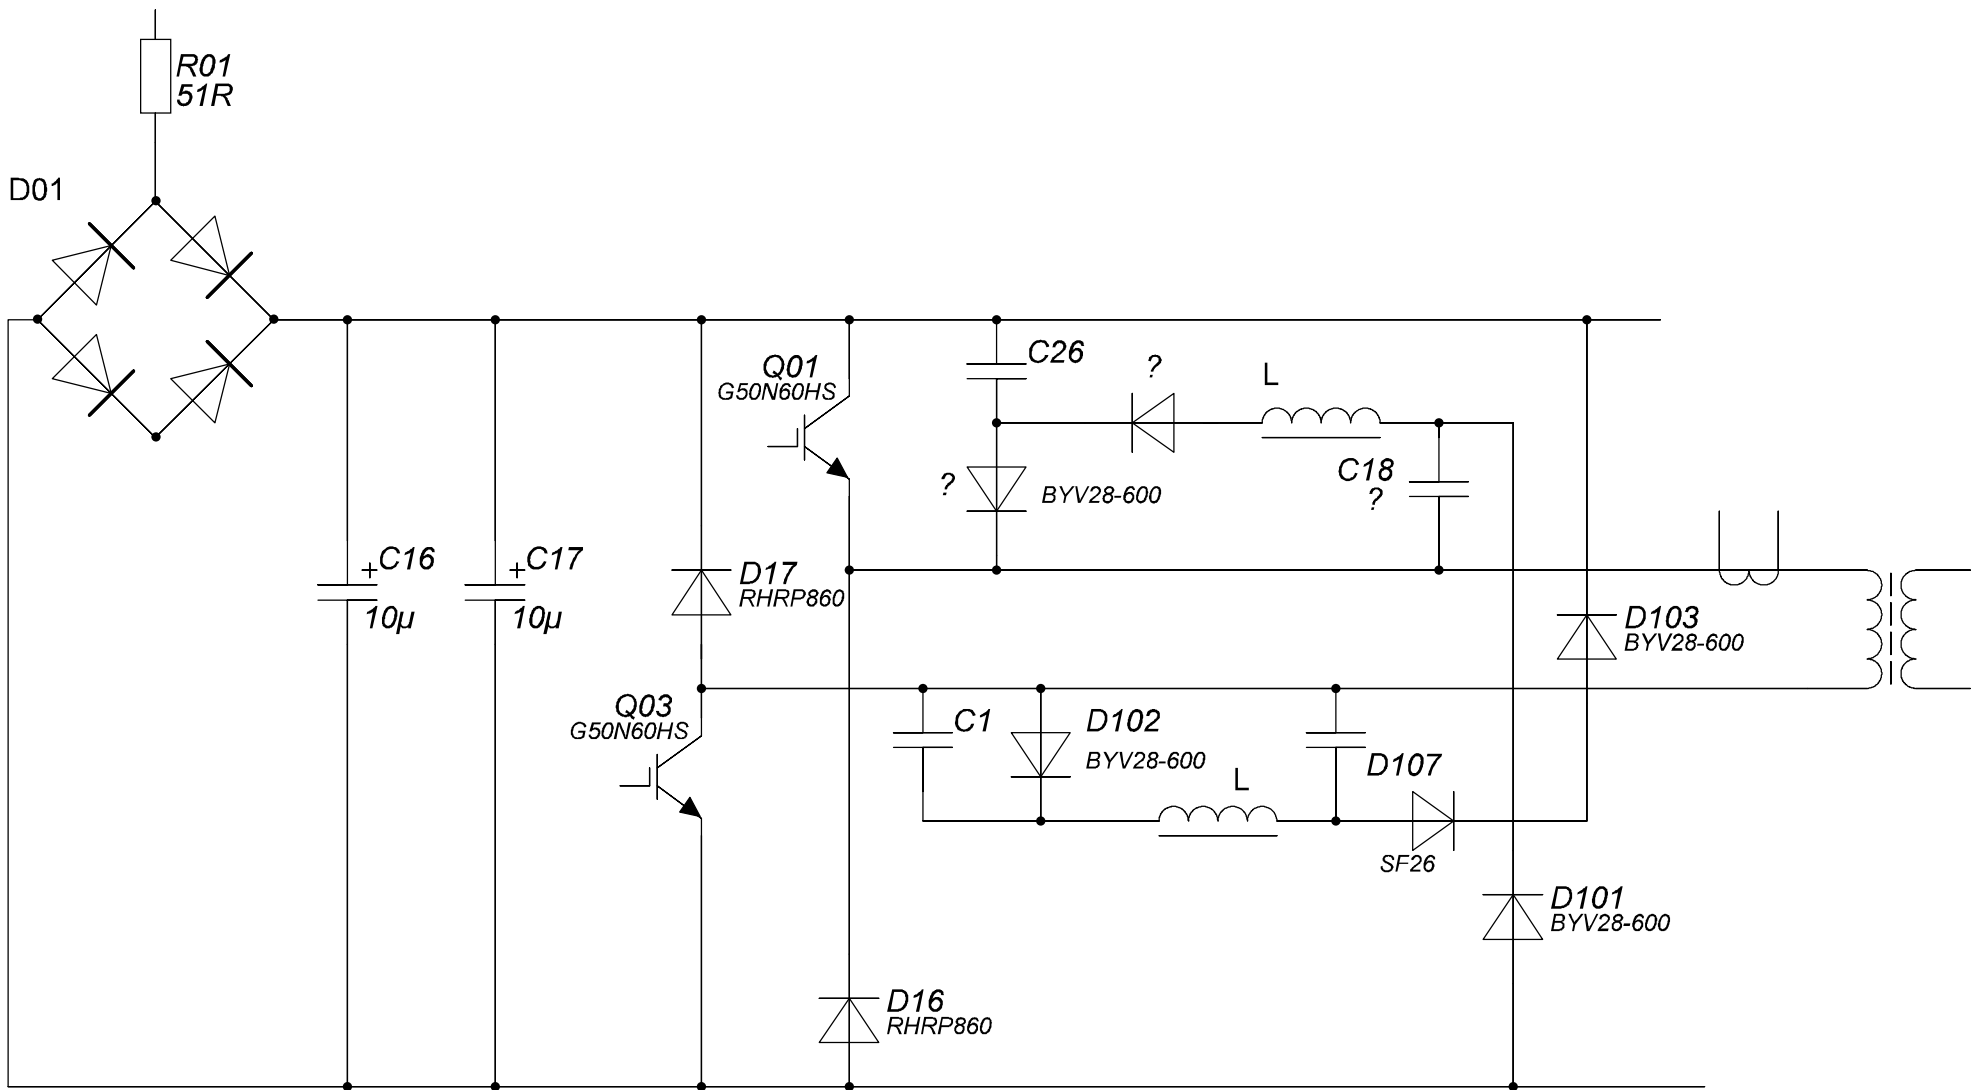 R01
51R
D01
C26
?
L
Q01
G50N60HS
C18
?
?
BYV28-600
+C16
10µ
+C17
10µ
D17
RHRP860
D103
BYV28-600
Q03
G50N60HS
C1
D102
BYV28-600
D107
L
SF26
D101
BYV28-600
D16
RHRP860